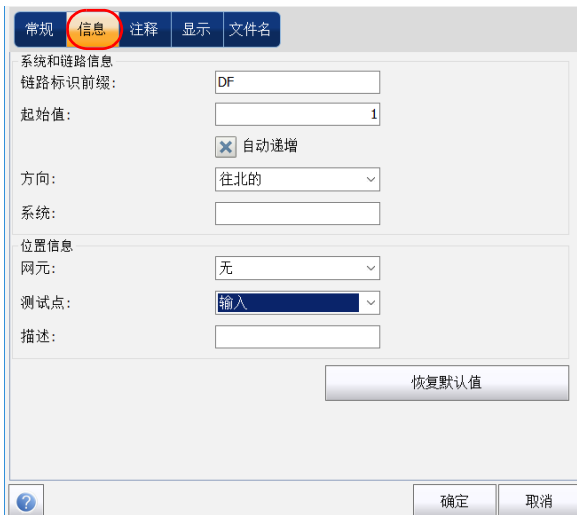 常规 信息 注释 显示 文件名
系统和链路信息
链路标识前缀: DF
起始值: 1
自动递增
方向: 往北的
系统:
位置信息
网元: 无
测试点: 输入
描述:
恢复默认值
? 确定 取消